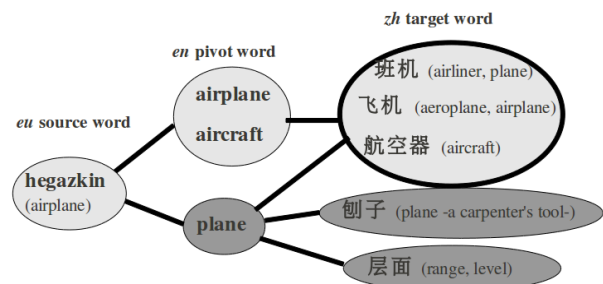 zh target word
en pivot word
eu source word
班机 (airliner, plane)
飞机 (aeroplane, airplane)
航空器 (aircraft)
airplane
aircraft
hegazkin
(airplane)
plane
刨子 (plane -a carpenter's tool-)
层面 (range, level)